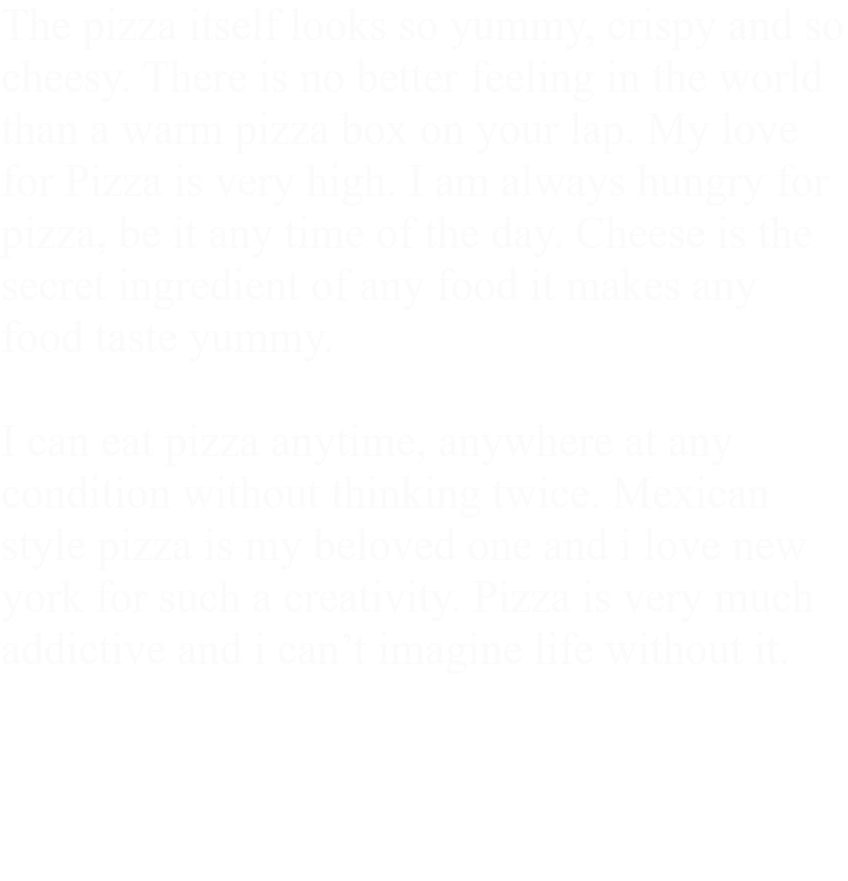 The pizza itself looks so yummy, crispy and so
cheesy. There is no better feeling in the world
than a warm pizza box on your lap. My love
for Pizza is very high. I am always hungry for
pizza, be it any time of the day. Cheese is the
secret ingredient of any food it makes any
food taste yummy.
I can eat pizza anytime, anywhere at any
condition without thinking twice. Mexican
style pizza is my beloved one and i love new
york for such a creativity. Pizza is very much
addictive and i can’t imagine life without it.